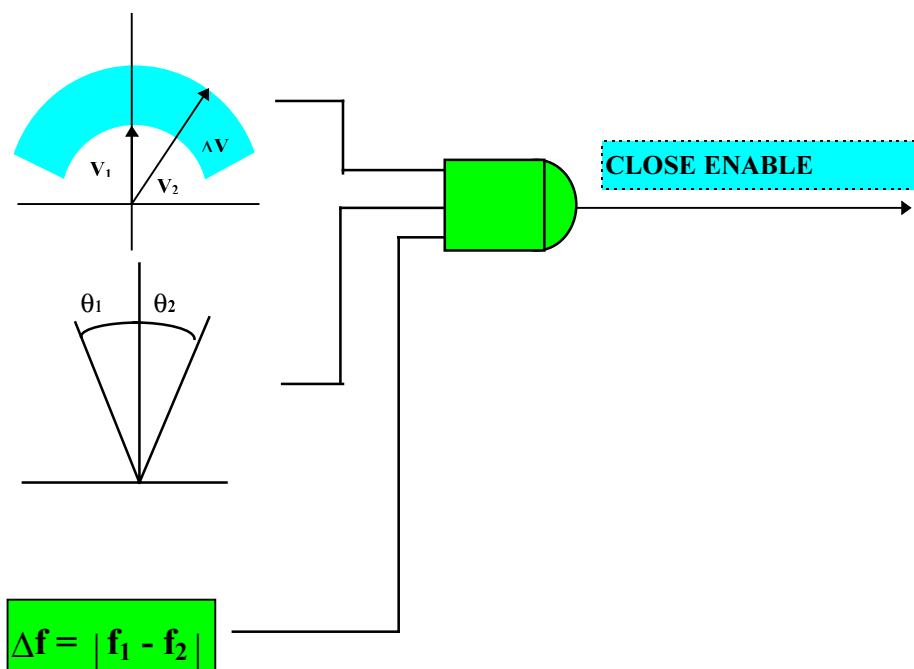 ΔV
V₁
V₂
CLOSE ENABLE
θ1 θ2
Δf = | f₁ - f₂ |